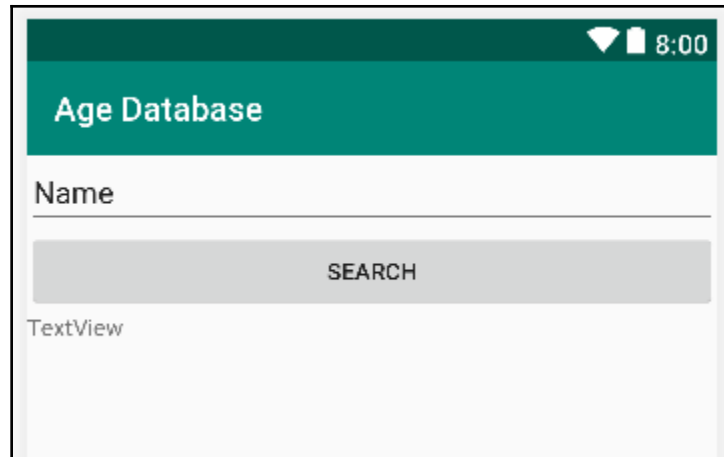 8:00
Age Database
Name
SEARCH
TextView